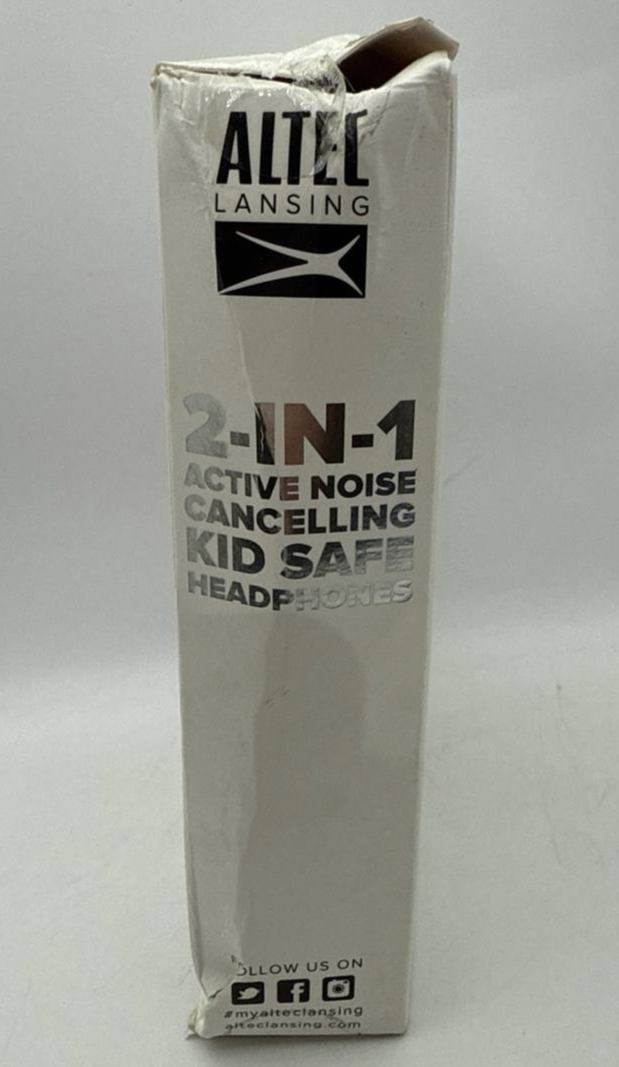 ALTEC
LANSING
2-IN-1
ACTIVE NOISE
CANCELLING
KID SAFE
HEADPHONES
FOLLOW US ON
#myalteclansing
alteclansing.com